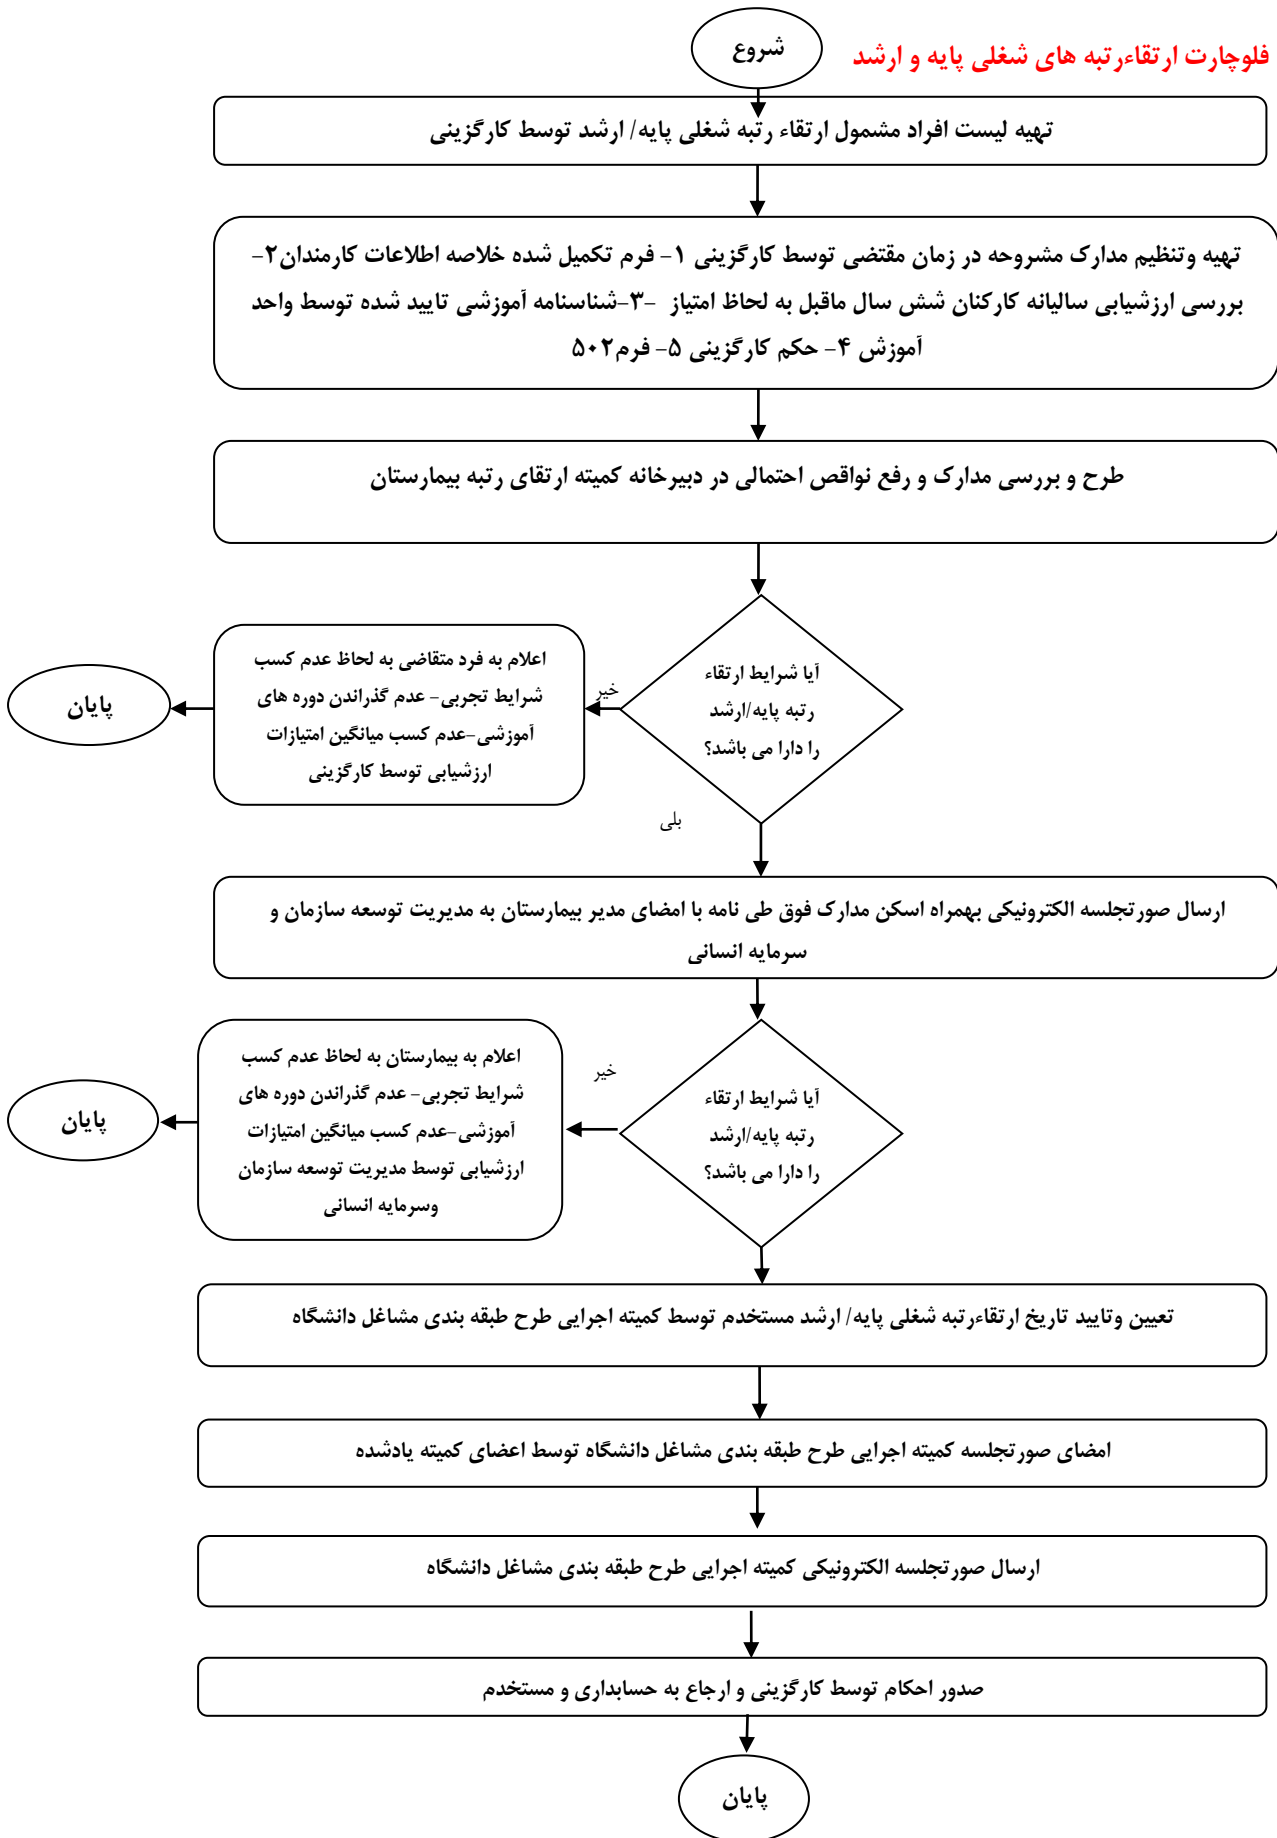 فلوچارت ارتقاءرتبه های شغلی پایه و ارشد
شروع
تهیه لیست افراد مشمول ارتقاء رتبه شغلی پایه/ ارشد توسط کارگزینی
تهیه وتنظیم مدارک مشروحه در زمان مقتضی توسط کارگزینی ۱- فرم تکمیل شده خلاصه اطلاعات کارمندان۲-
بررسی ارزشیابی سالیانه کارکنان شش سال ماقبل به لحاظ امتیاز -۳-شناسنامه آموزشی تایید شده توسط واحد
آموزش ۴- حکم کارگزینی ۵- فرم۵۰۲
طرح و بررسی مدارک و رفع نواقص احتمالی در دبیرخانه کمیته ارتقای رتبه بیمارستان
آیا شرایط ارتقاء
رتبه پایه/ارشد
را دارا می باشد؟
خیر
اعلام به فرد متقاضی به لحاظ عدم کسب
شرایط تجربی- عدم گذراندن دوره های
آموزشی-عدم کسب میانگین امتیازات
ارزشیابی توسط کارگزینی
پایان
بلی
ارسال صورتجلسه الکترونیکی بهمراه اسکن مدارک فوق طی نامه با امضای مدیر بیمارستان به مدیریت توسعه سازمان و
سرمایه انسانی
آیا شرایط ارتقاء
رتبه پایه/ارشد
را دارا می باشد؟
خیر
اعلام به بیمارستان به لحاظ عدم کسب
شرایط تجربی- عدم گذراندن دوره های
آموزشی-عدم کسب میانگین امتیازات
ارزشیابی توسط مدیریت توسعه سازمان
وسرمایه انسانی
پایان
تعیین وتایید تاریخ ارتقاءرتبه شغلی پایه/ ارشد مستخدم توسط کمیته اجرایی طرح طبقه بندی مشاغل دانشگاه
امضای صورتجلسه کمیته اجرایی طرح طبقه بندی مشاغل دانشگاه توسط اعضای کمیته یادشده
ارسال صورتجلسه الکترونیکی کمیته اجرایی طرح طبقه بندی مشاغل دانشگاه
صدور احکام توسط کارگزینی و ارجاع به حسابداری و مستخدم
پایان